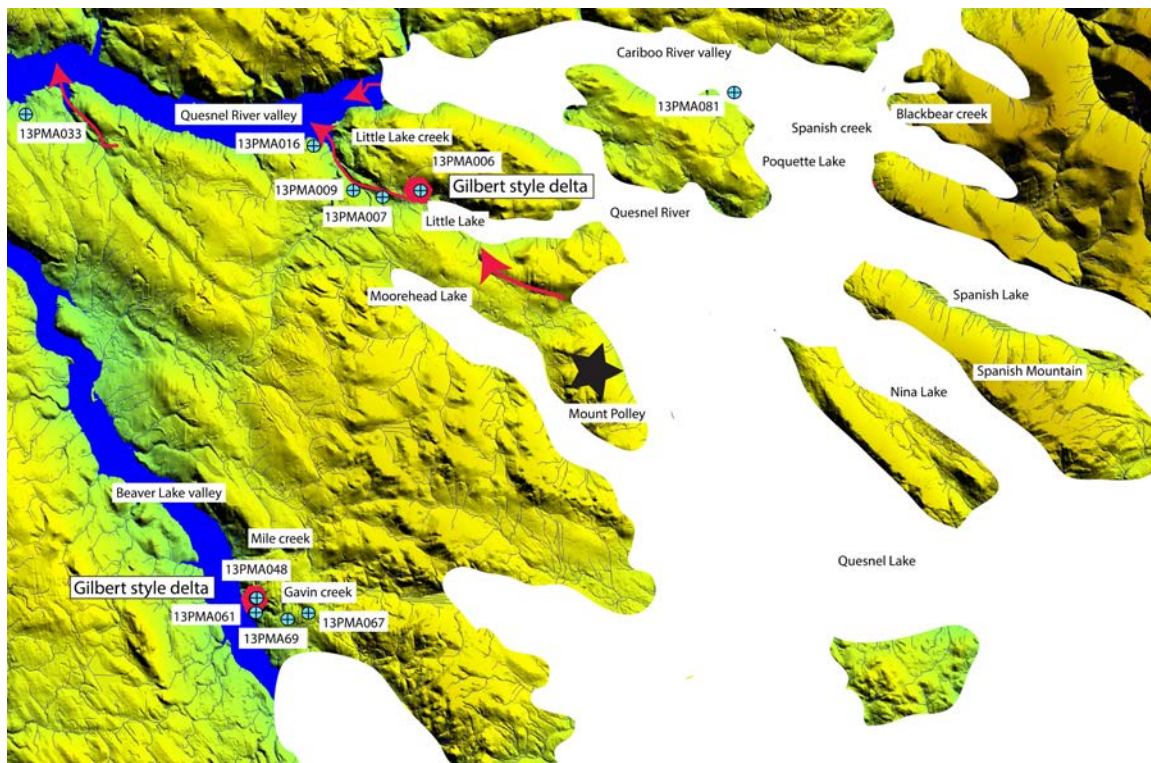 Cariboo River valley
13PMA081
Quesnel River valley
13PMA033
Blackbear creek
Spanish creek
Little Lake creek
13PMA016
13PMA006
Poquette Lake
13PMA009
Gilbert style delta
13PMA007
Little Lake
Quesnel River
Moorehead Lake
Spanish Lake
Spanish Mountain
Nina Lake
Mount Polley
Beaver Lake valley
Mile creek
Quesnel Lake
13PMA048
Gilbert style delta
Gavin creek
13PMA061
13PMA067
13PMA69